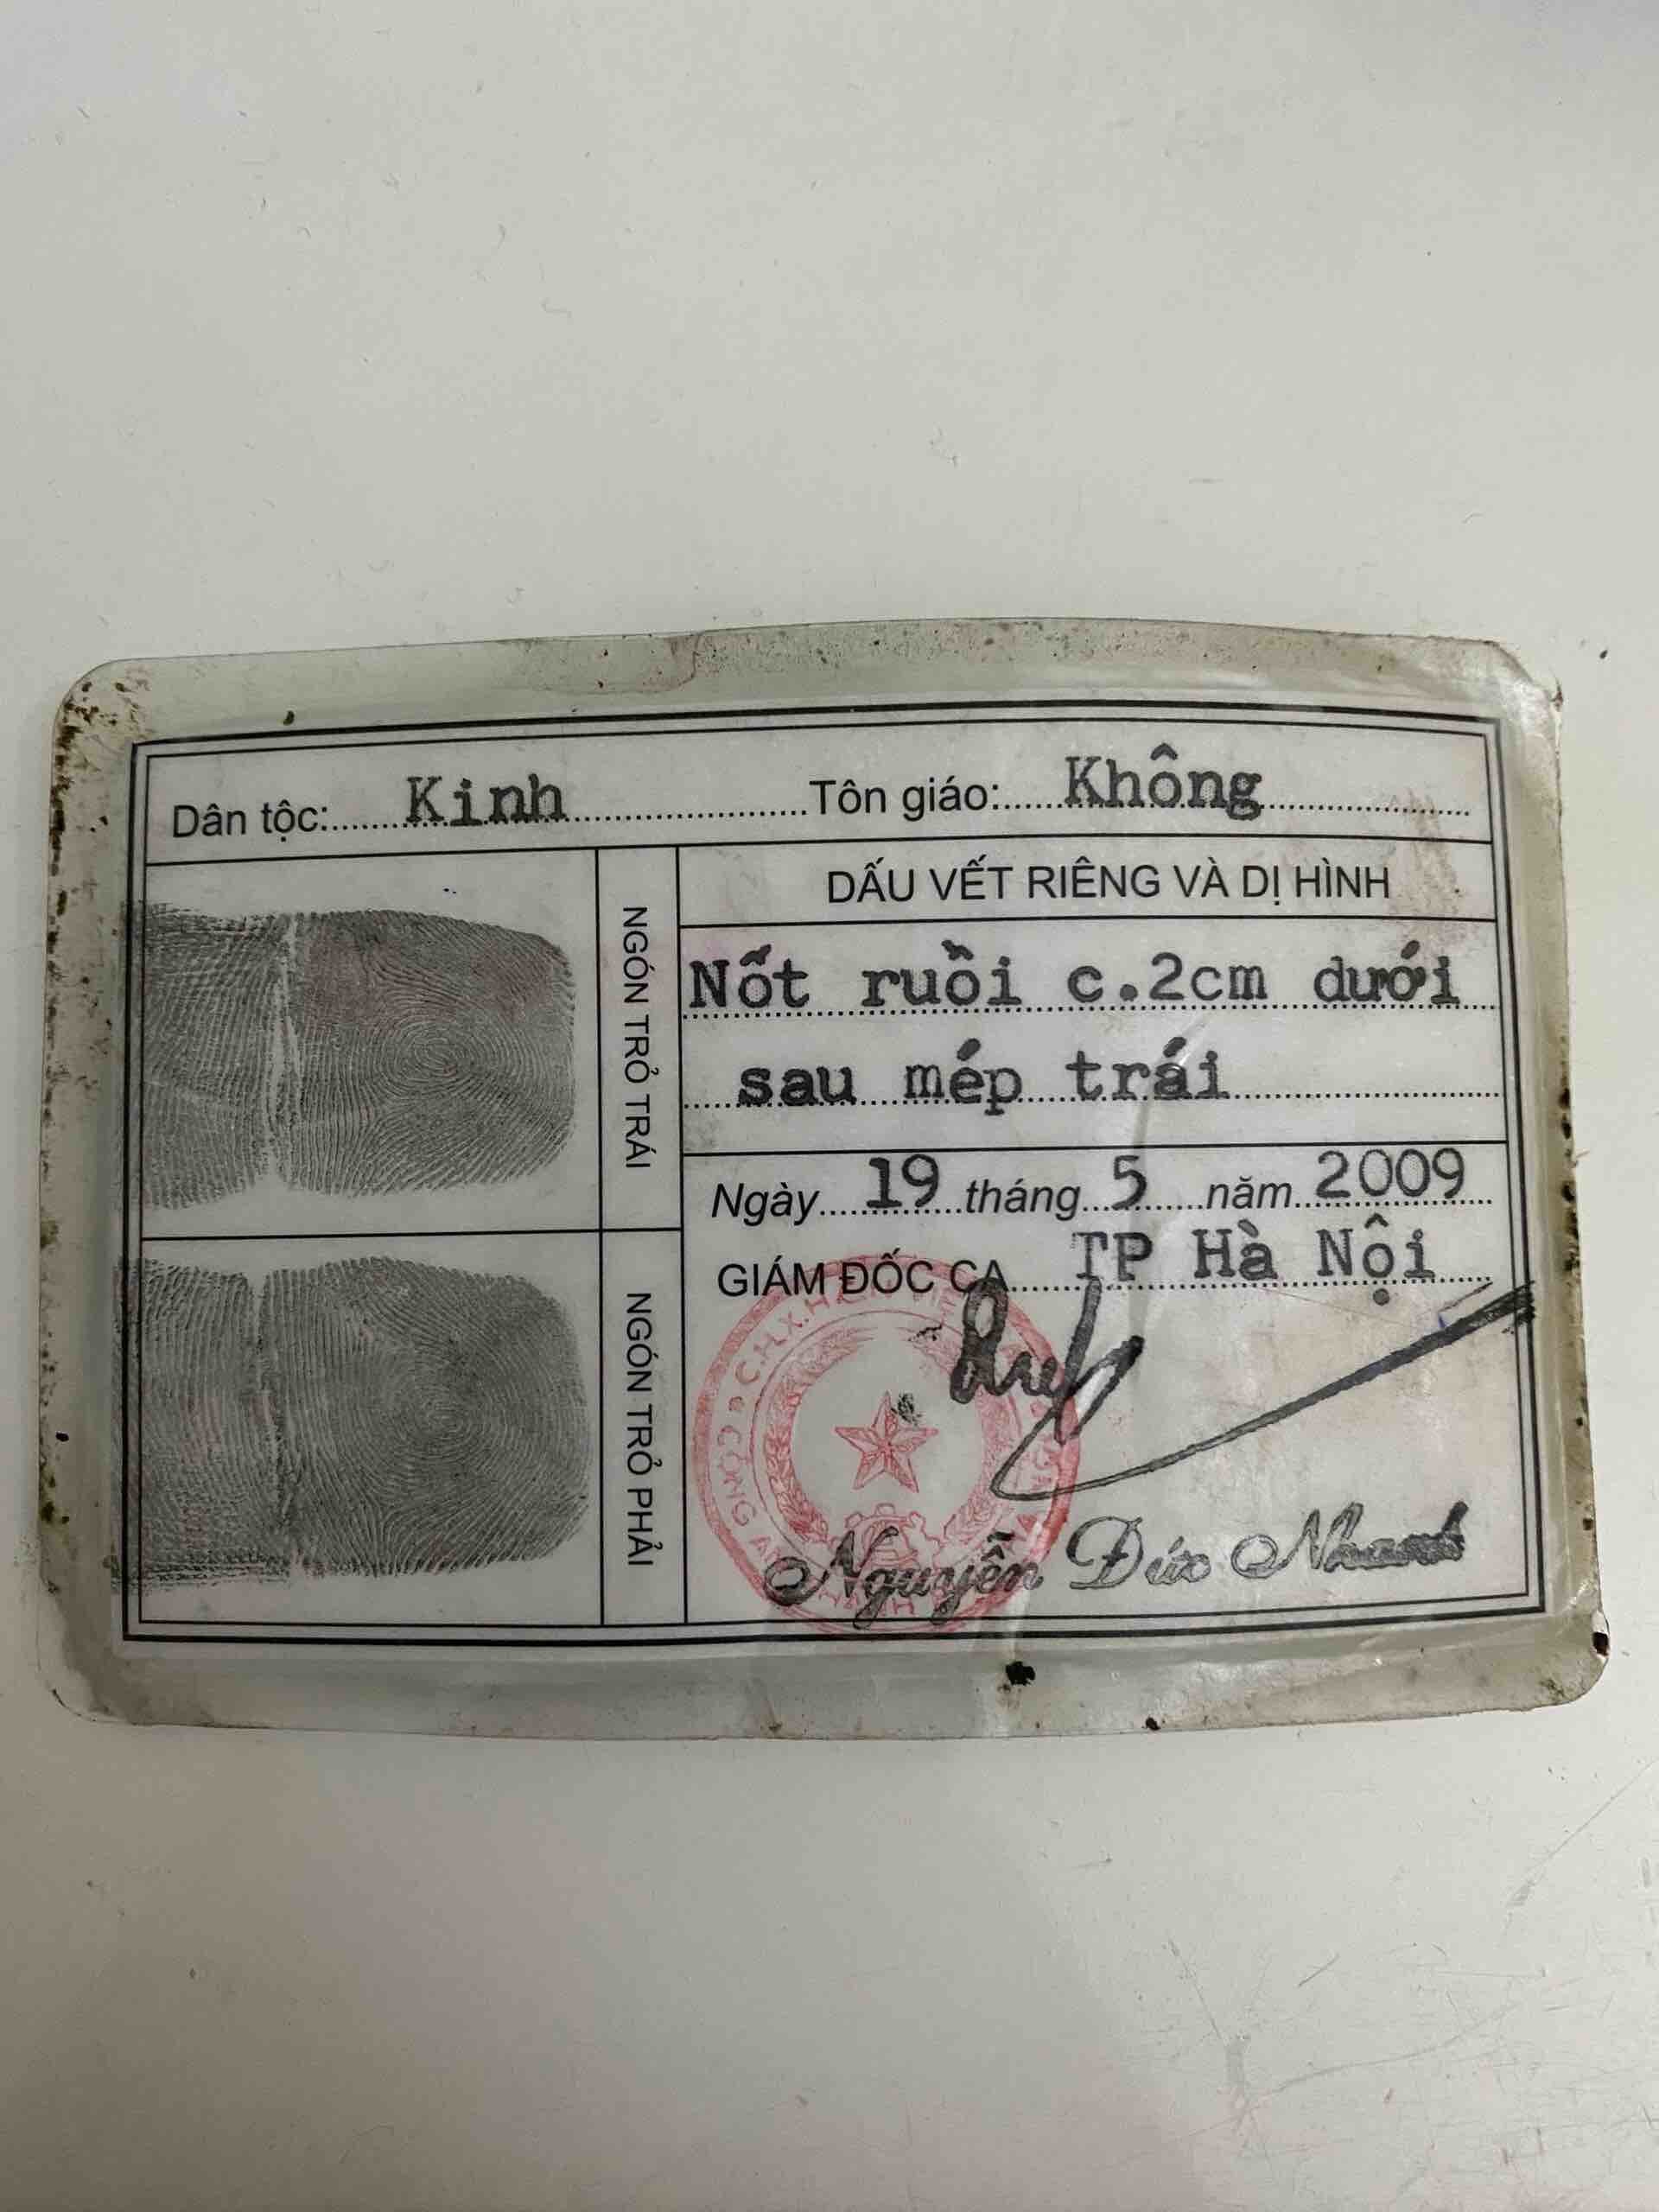 Dân tộc: Kinh Tôn giáo: Không
NGÓN TRỎ TRÁI
NGÓN TRỎ PHẢI
DẤU VẾT RIÊNG VÀ DỊ HÌNH
Nốt ruồi c.2cm dưới
sau mép trái
Ngày 19 tháng 5 năm 2009
GIÁM ĐỐC CA TP Hà Nội
Nguyễn Đức Nhanh